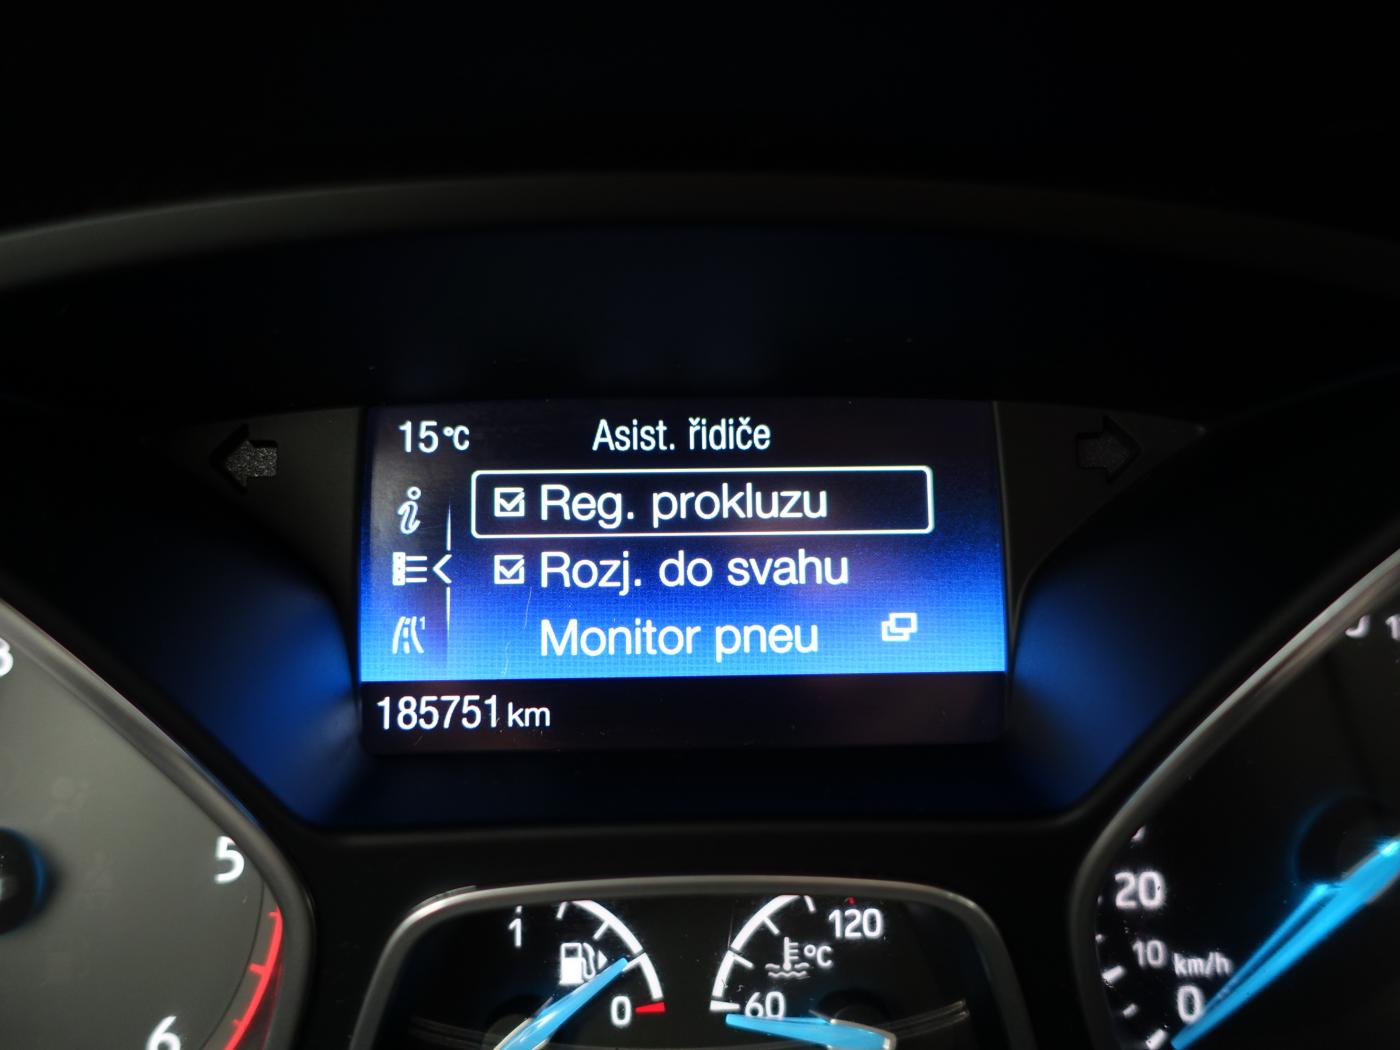 15°C Asist. řidiče
Reg. prokluzu
Rozj. do svahu
1
Monitor pneu
185751 km
5
6
1
0
120
°C
60
20
10
km/h
0